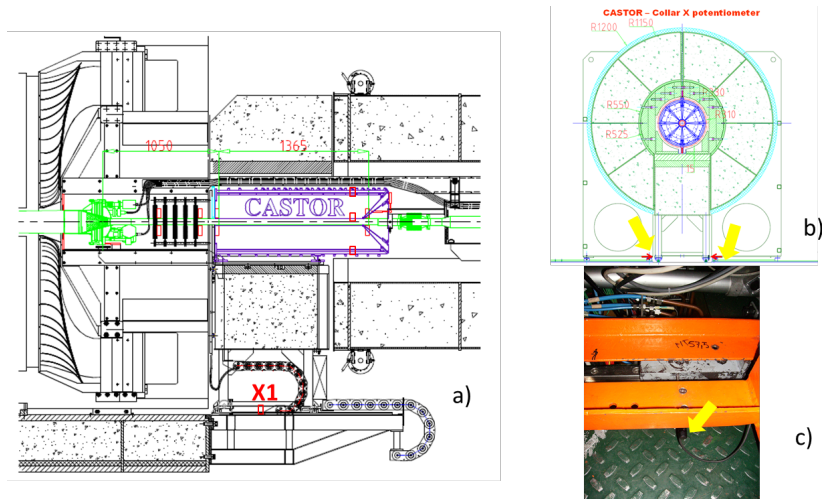 1050
1365
CASTOR
X1
a)
CASTOR – Collar X potentiometer
R1150
R1200
R550
R525
15
b)
c)